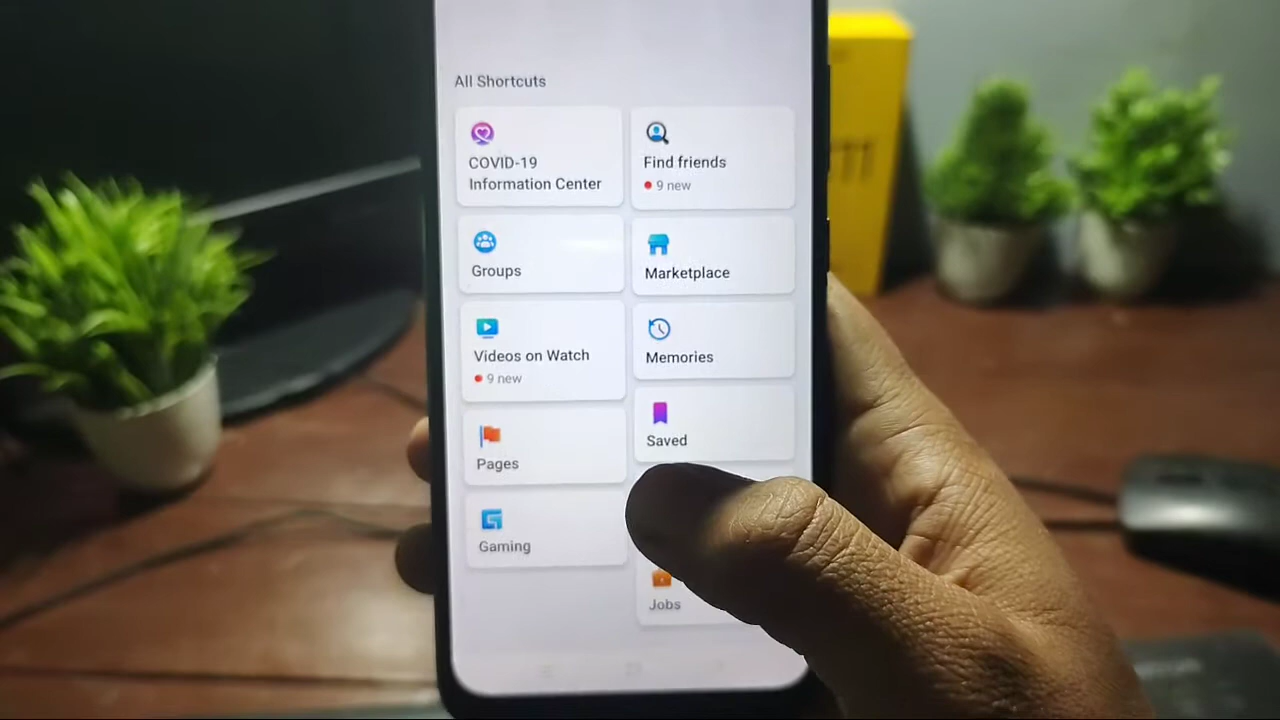 All Shortcuts
COVID-19
Information Center
Find friends
9 new
Groups
Marketplace
Videos on Watch
9 new
Memories
Pages
Saved
Gaming
Jobs